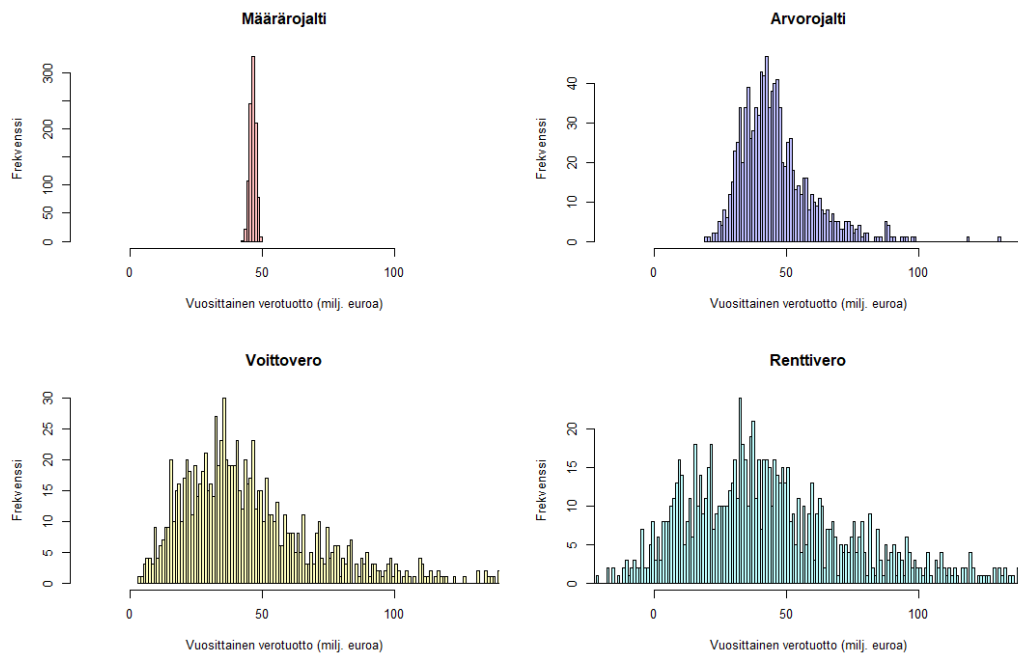 Määrärojalti
Frekvenssi
0 50 100 200 300
0 50 100
Vuosittainen verotuotto (milj. euroa)
Arvorojalti
Frekvenssi
0 10 20 30 40
0 50 100
Vuosittainen verotuotto (milj. euroa)
Voittovero
Frekvenssi
0 5 10 15 20 25 30
0 50 100
Vuosittainen verotuotto (milj. euroa)
Renttivero
Frekvenssi
0 5 10 15 20
0 50 100
Vuosittainen verotuotto (milj. euroa)